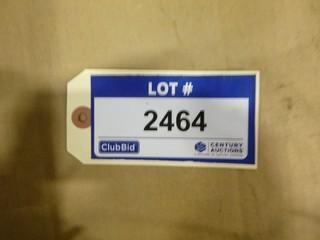 LOT #
2464
ClubBid
CENTURY
AUCTIONS